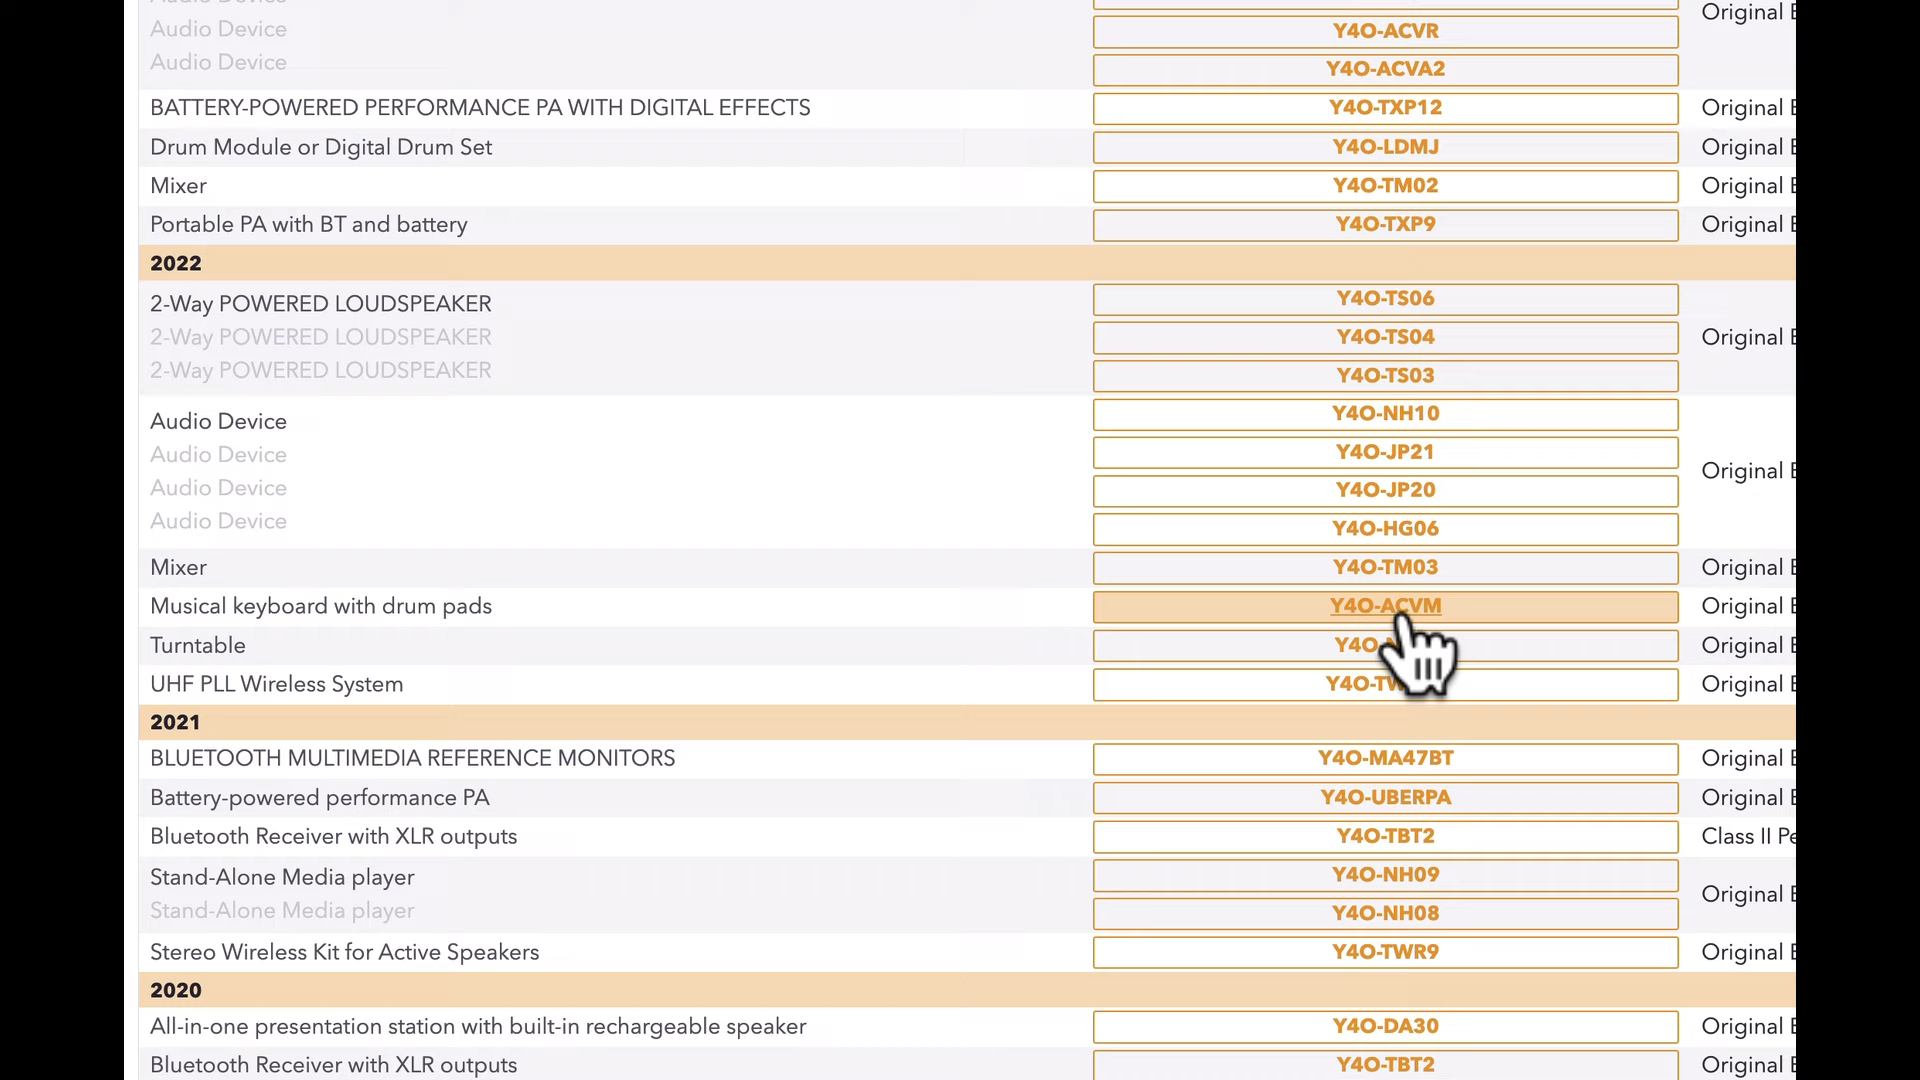 Audio Device
Original E
Audio Device Y4O-ACVR
Audio Device Y4O-ACVA2
BATTERY-POWERED PERFORMANCE PA WITH DIGITAL EFFECTS Y4O-TXP12 Original E
Drum Module or Digital Drum Set Y4O-LDMJ Original E
Mixer Y4O-TM02 Original E
Portable PA with BT and battery Y4O-TXP9 Original E
2022
2-Way POWERED LOUDSPEAKER Y4O-TS06
2-Way POWERED LOUDSPEAKER Y4O-TS04 Original E
2-Way POWERED LOUDSPEAKER Y4O-TS03
Audio Device Y4O-NH10
Audio Device Y4O-JP21
Original E
Audio Device Y4O-JP20
Audio Device Y4O-HG06
Mixer Y4O-TM03 Original E
Musical keyboard with drum pads Y4O-ACVM Original E
Turntable Y4O- Original E
UHF PLL Wireless System Y4O-TW Original E
2021
BLUETOOTH MULTIMEDIA REFERENCE MONITORS Y4O-MA47BT Original E
Battery-powered performance PA Y4O-UBERPA Original E
Bluetooth Receiver with XLR outputs Y4O-TBT2 Class II Pe
Stand-Alone Media player Y4O-NH09
Original E
Stand-Alone Media player Y4O-NH08
Stereo Wireless Kit for Active Speakers Y4O-TWR9 Original E
2020
All-in-one presentation station with built-in rechargeable speaker Y4O-DA30 Original E
Bluetooth Receiver with XLR outputs Y4O-TBT2 Original E